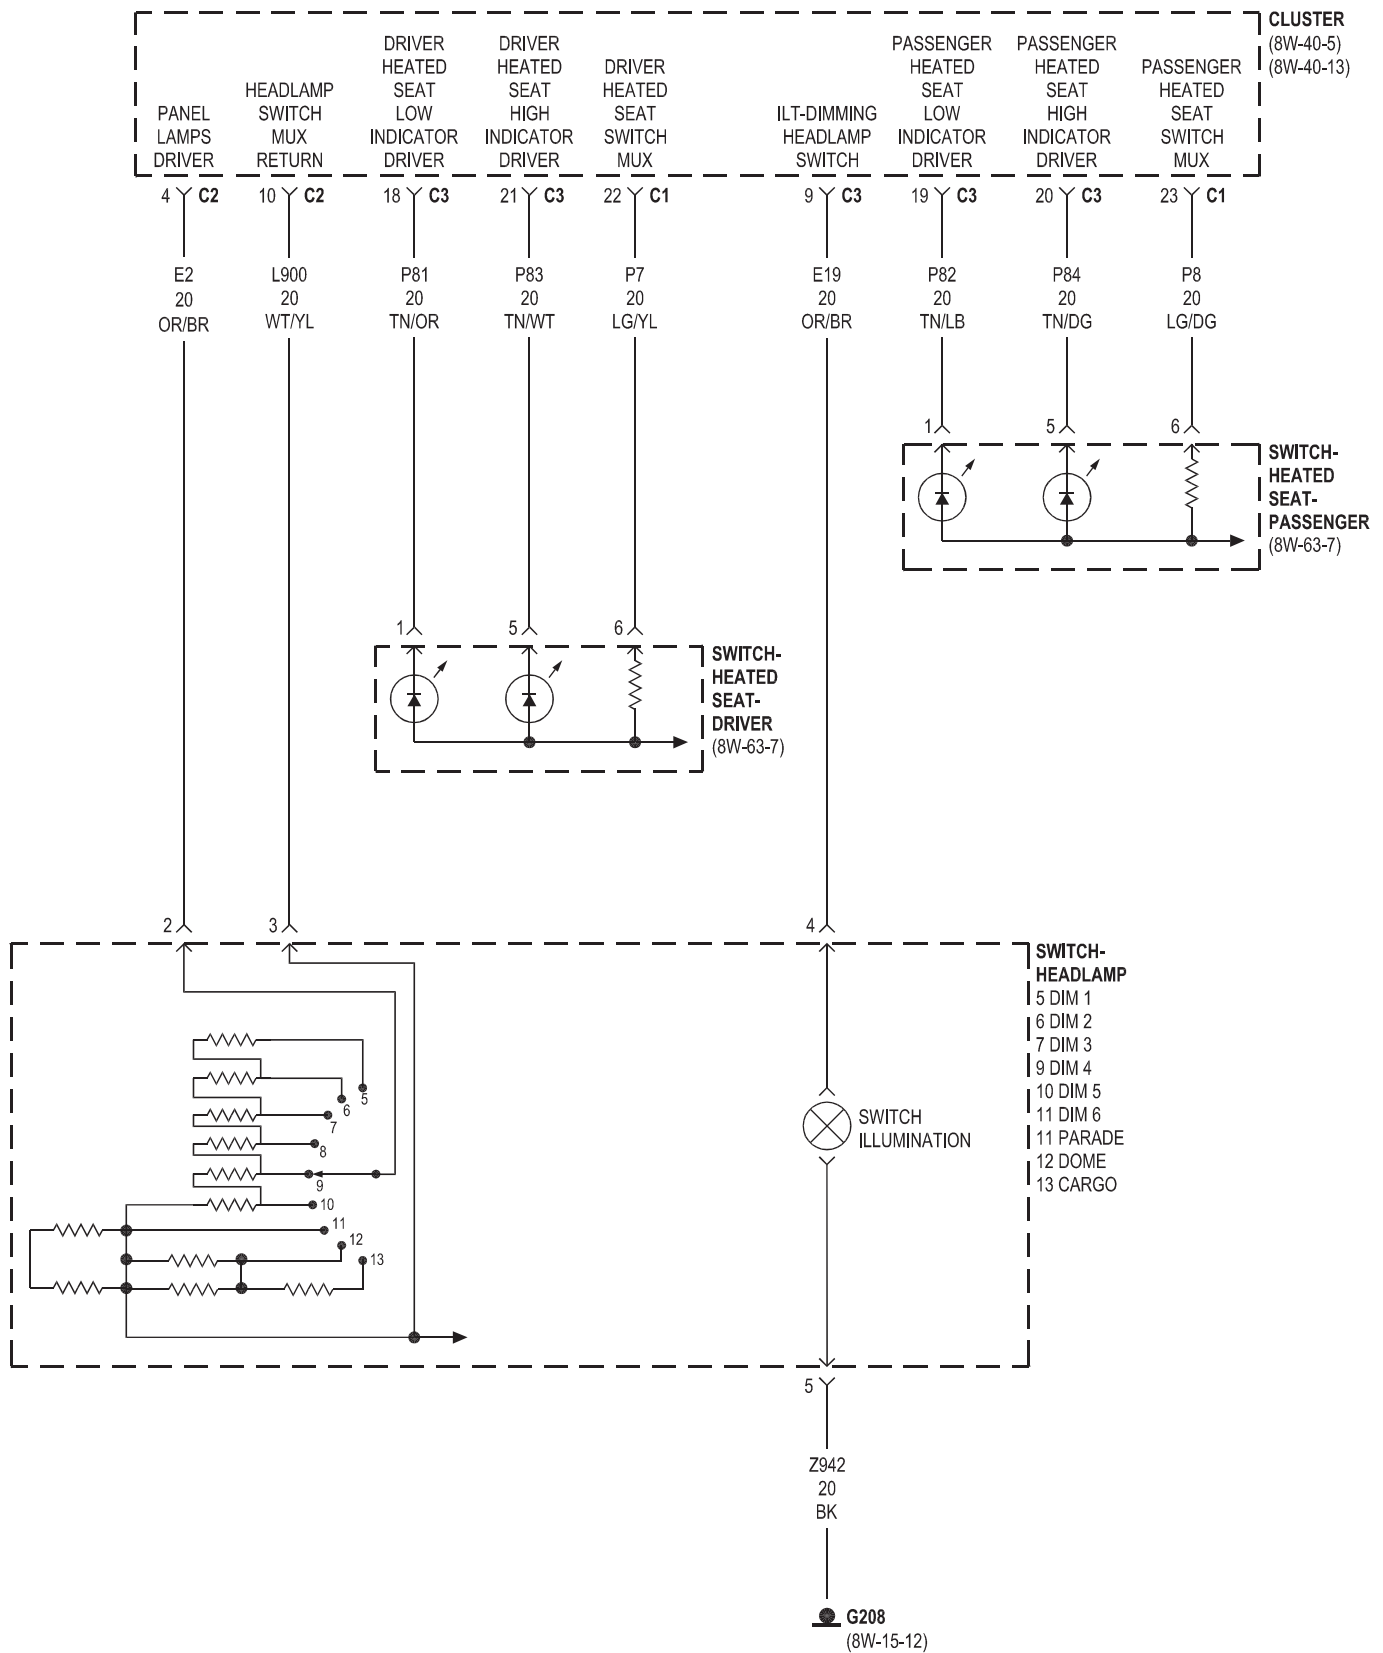 CLUSTER
(8W-40-5)
(8W-40-13)
PANEL
LAMPS
DRIVER
HEADLAMP
SWITCH
MUX
RETURN
DRIVER
HEATED
SEAT
LOW
INDICATOR
DRIVER
DRIVER
HEATED
SEAT
HIGH
INDICATOR
DRIVER
DRIVER
HEATED
SEAT
SWITCH
MUX
ILT-DIMMING
HEADLAMP
SWITCH
PASSENGER
HEATED
SEAT
LOW
INDICATOR
DRIVER
PASSENGER
HEATED
SEAT
HIGH
INDICATOR
DRIVER
PASSENGER
HEATED
SEAT
SWITCH
MUX
4 C2
10 C2
18 C3
21 C3
22 C1
9 C3
19 C3
20 C3
23 C1
E2
20
OR/BR
L900
20
WT/YL
P81
20
TN/OR
P83
20
TN/WT
P7
20
LG/YL
E19
20
OR/BR
P82
20
TN/LB
P84
20
TN/DG
P8
20
LG/DG
1
5
6
SWITCH-
HEATED
SEAT-
PASSENGER
(8W-63-7)
1
5
6
SWITCH-
HEATED
SEAT-
DRIVER
(8W-63-7)
2
3
4
SWITCH-
HEADLAMP
5 DIM 1
6 DIM 2
7 DIM 3
9 DIM 4
10 DIM 5
11 DIM 6
11 PARADE
12 DOME
13 CARGO
5
6
7
8
9
10
11
12
13
SWITCH
ILLUMINATION
5
Z942
20
BK
G208
(8W-15-12)